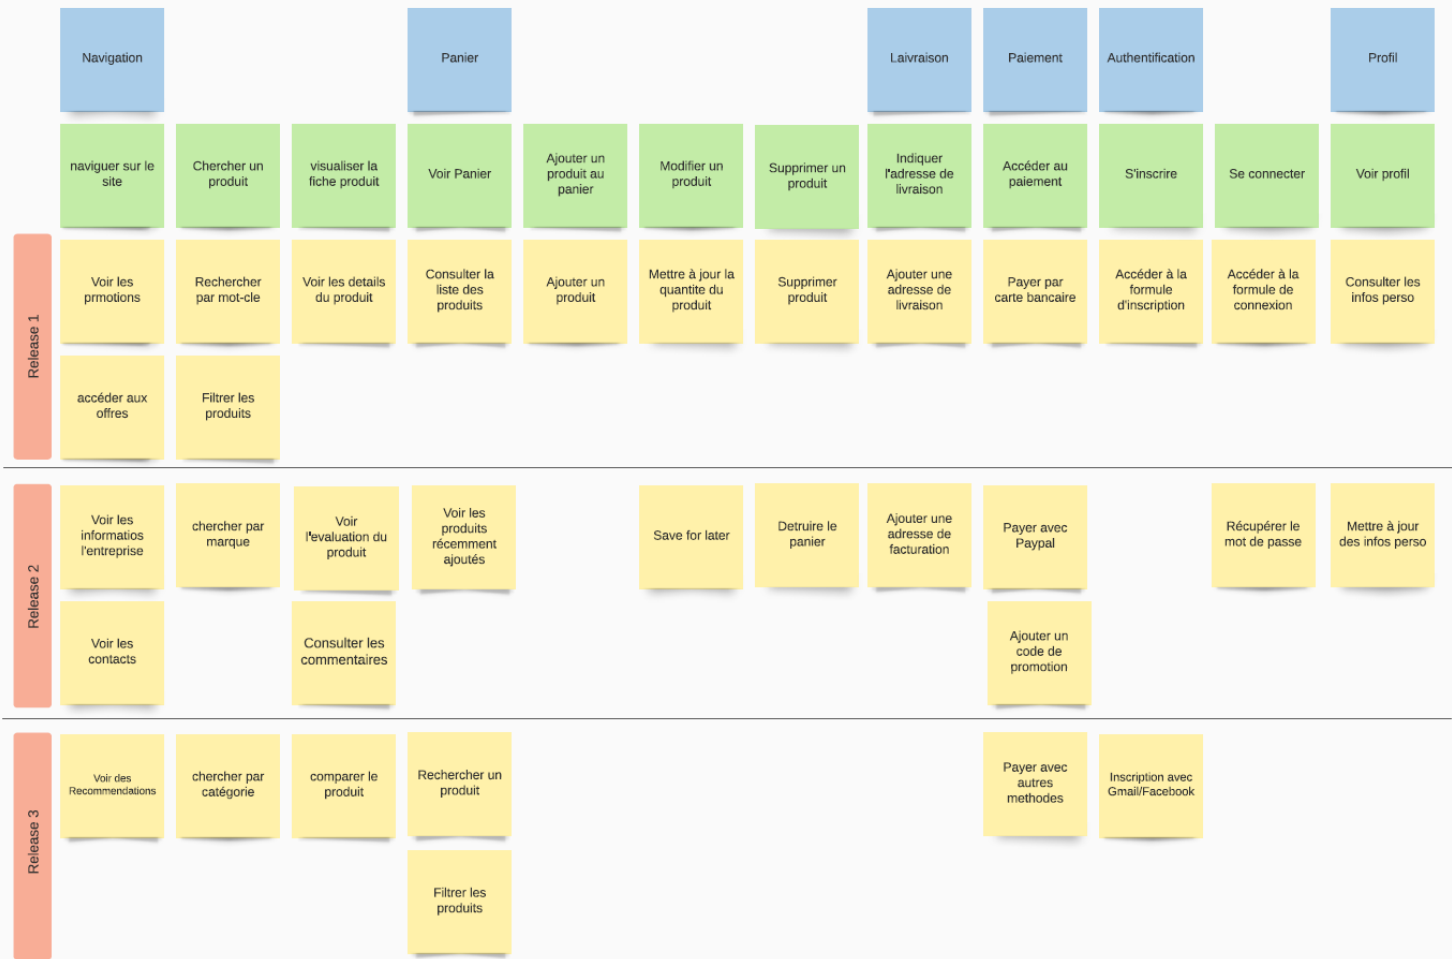 Navigation
Panier
Laivraison
Paiement
Authentification
Profil
naviguer sur le
site
Chercher un
produit
visualiser la
fiche produit
Voir Panier
Ajouter un
produit au
panier
Modifier un
produit
Supprimer un
produit
Indiquer
l'adresse de
livraison
Accéder au
paiement
S'inscrire
Se connecter
Voir profil
Release 1
Voir les
prmotions
Rechercher
par mot-cle
Voir les details
du produit
Consulter la
liste des
produits
Ajouter un
produit
Mettre à jour la
quantite du
produit
Supprimer
produit
Ajouter une
adresse de
livraison
Payer par
carte bancaire
Accéder à la
formule
d'inscription
Accéder à la
formule de
connexion
Consulter les
infos perso
accéder aux
offres
Filtrer les
produits
Release 2
Voir les
informatios
l'entreprise
chercher par
marque
Voir
l'evaluation du
produit
Voir les
produits
récemment
ajoutés
Save for later
Detruire le
panier
Ajouter une
adresse de
facturation
Payer avec
Paypal
Récupérer le
mot de passe
Mettre à jour
des infos perso
Voir les
contacts
Consulter les
commentaires
Ajouter un
code de
promotion
Release 3
Voir des
Recommendations
chercher par
catégorie
comparer le
produit
Rechercher un
produit
Payer avec
autres
methodes
Inscription avec
Gmail/Facebook
Filtrer les
produits